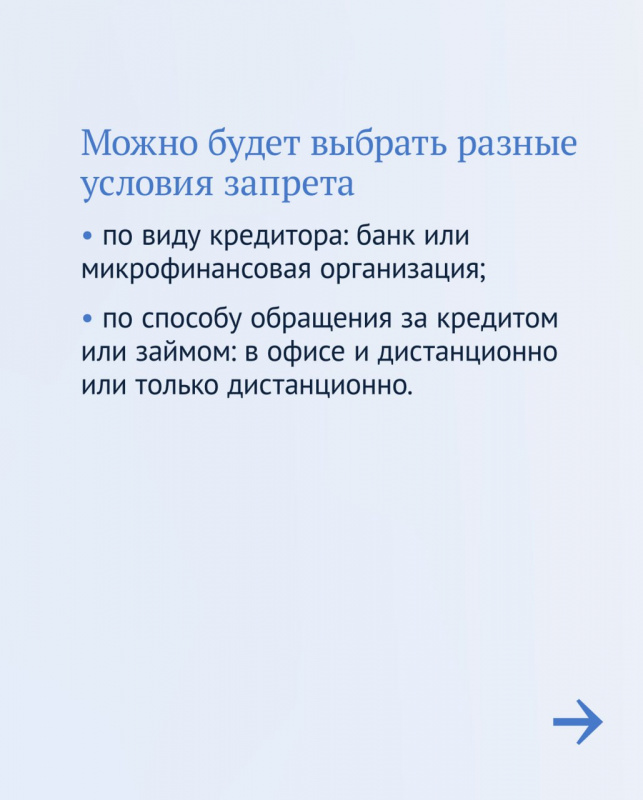 Можно будет выбрать разные
условия запрета
• по виду кредитора: банк или
микрофинансовая организация;
• по способу обращения за кредитом
или займом: в офисе и дистанционно
или только дистанционно.